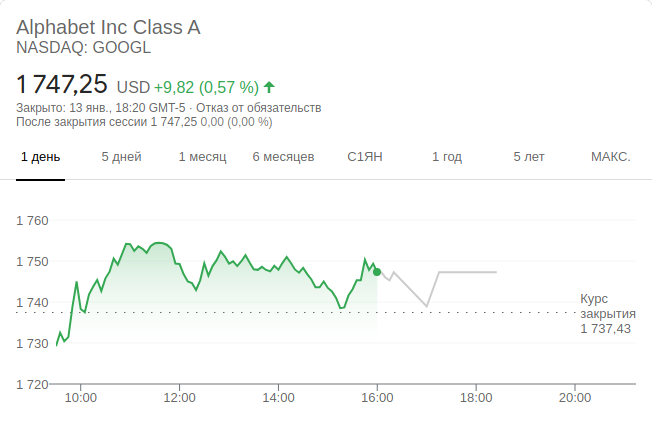 Alphabet Inc Class A
NASDAQ: GOOGL
1 747,25 USD +9,82 (0,57 %)
Закрыто: 13 янв., 18:20 GMT-5 · Отказ от обязательств
После закрытия сессии 1 747,25 0,00 (0,00 %)
1 день 5 дней 1 месяц 6 месяцев С1ЯН 1 год 5 лет МАКС.
1 760
1 750
1 740
1 730
1 720
Курс
закрытия
1 737,43
10:00 12:00 14:00 16:00 18:00 20:00